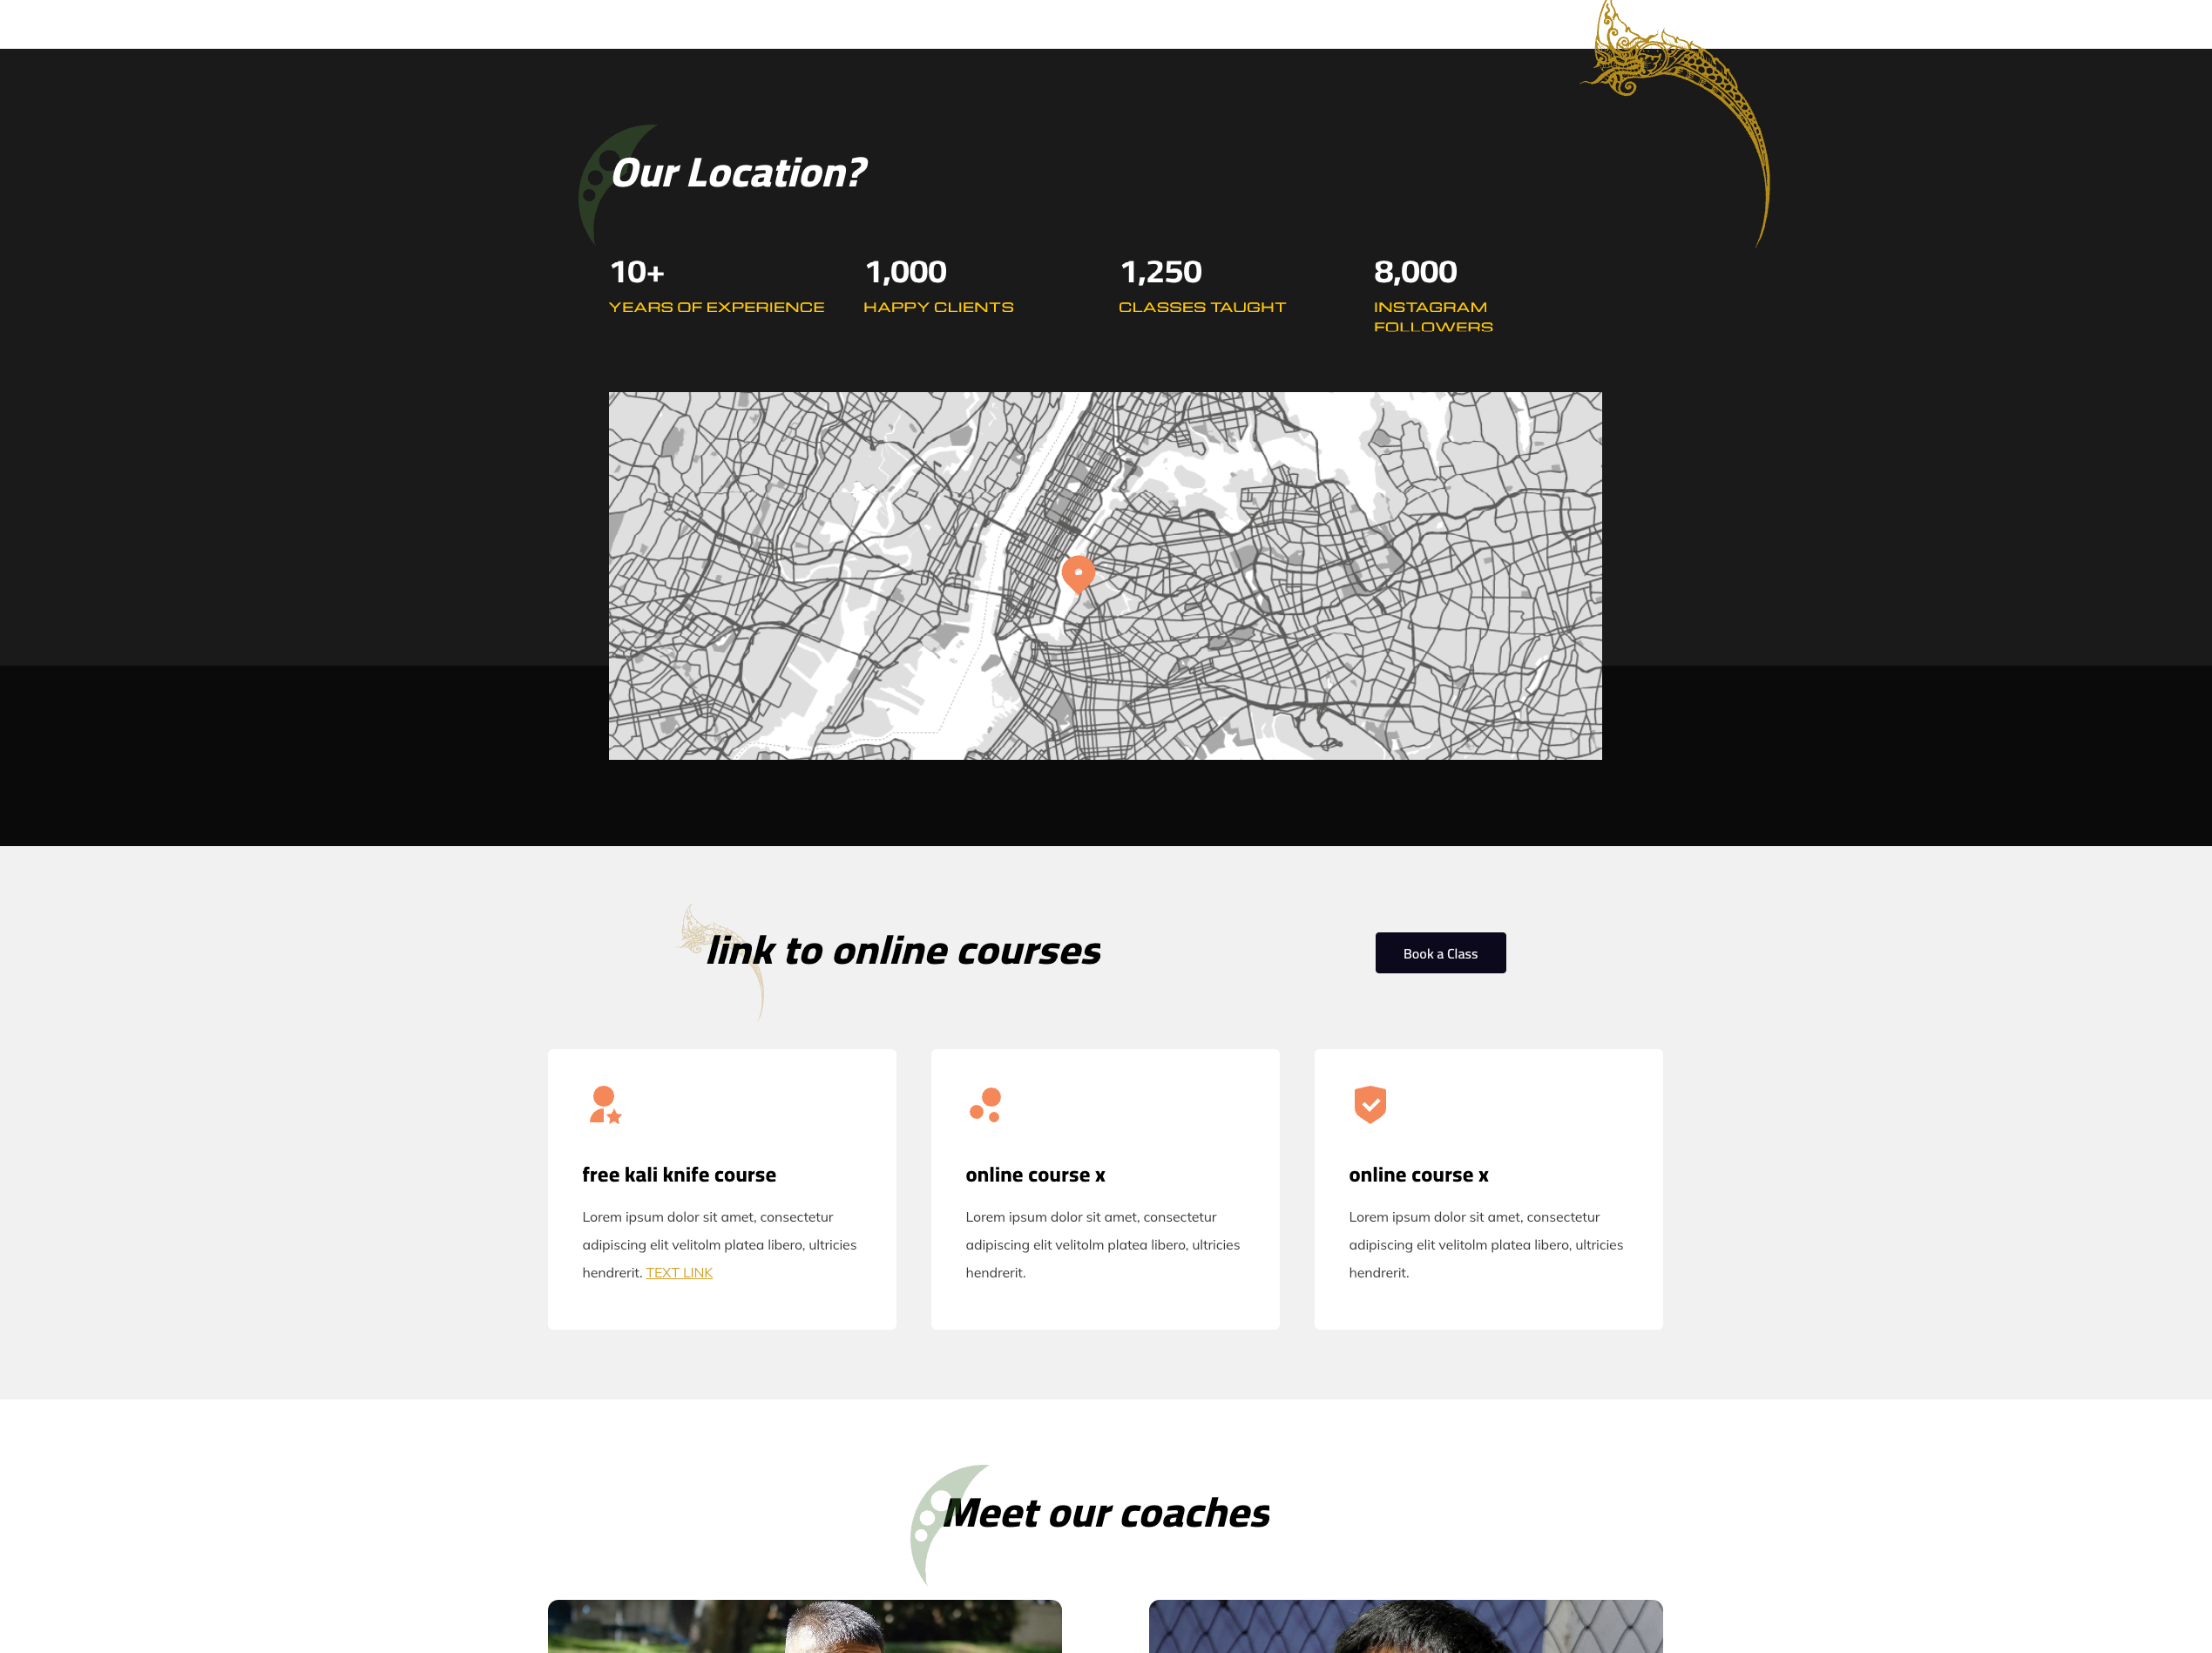 Our Location?
10+
YEARS OF EXPERIENCE
1,000
HAPPY CLIENTS
1,250
CLASSES TAUGHT
8,000
INSTAGRAM
FOLLOWERS
link to online courses
Book a Class
free kali knife course
Lorem ipsum dolor sit amet, consectetur
adipiscing elit velitolm platea libero, ultricies
hendrerit. TEXT LINK
online course x
Lorem ipsum dolor sit amet, consectetur
adipiscing elit velitolm platea libero, ultricies
hendrerit.
online course x
Lorem ipsum dolor sit amet, consectetur
adipiscing elit velitolm platea libero, ultricies
hendrerit.
Meet our coaches